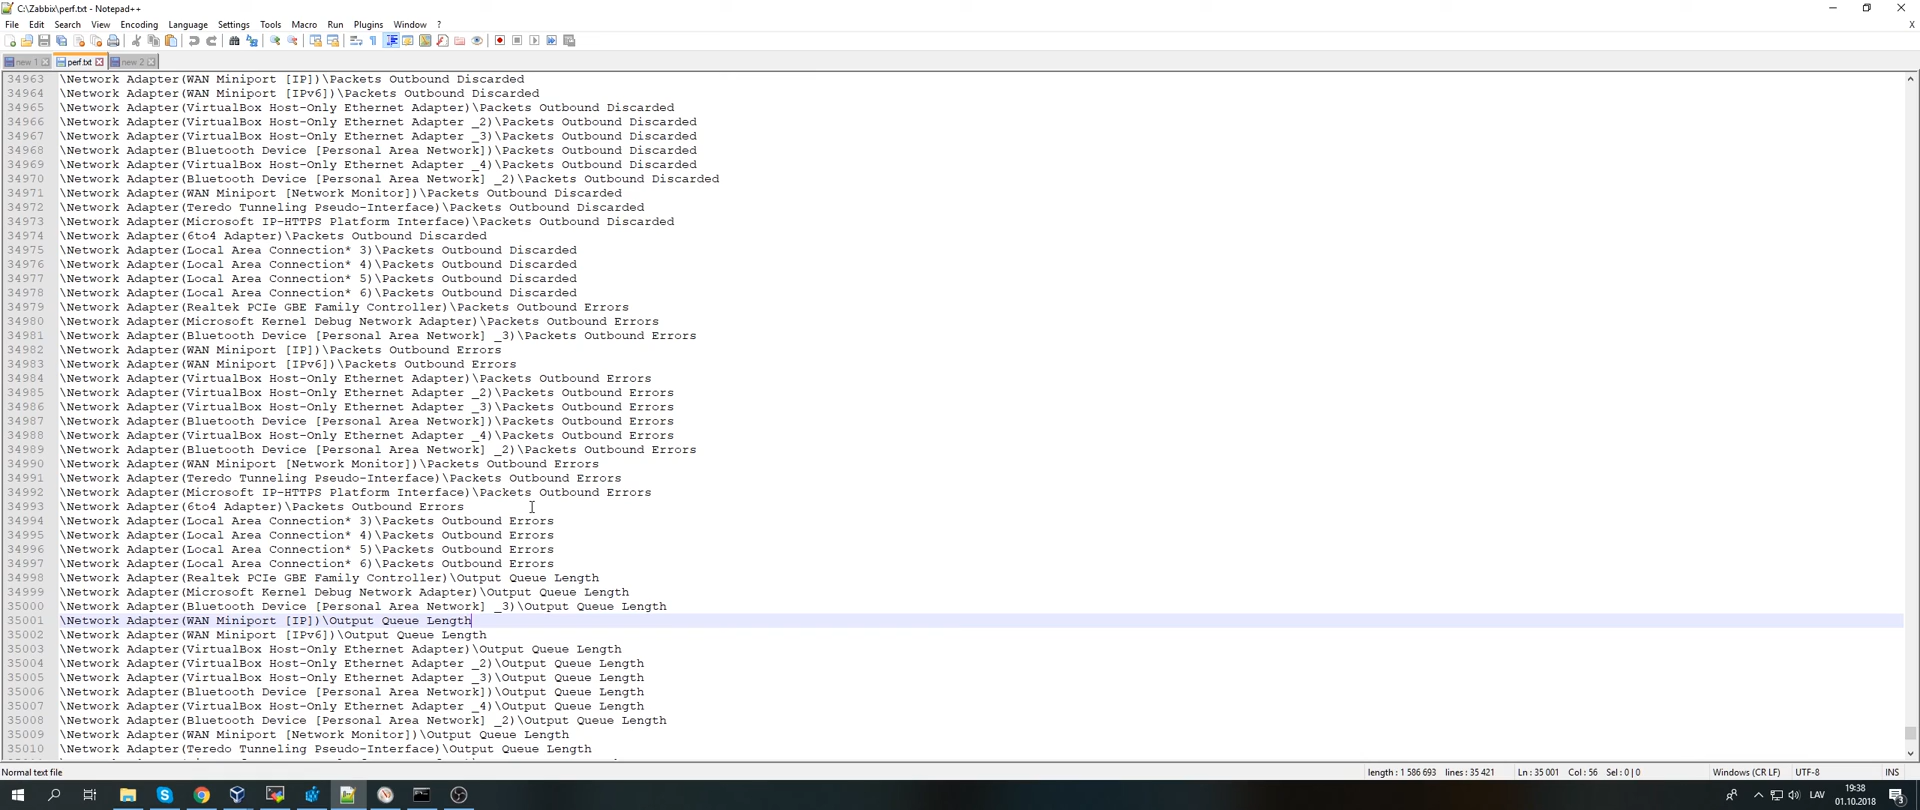 C:\Zabbix\perf.txt - Notepad++
File Edit Search View Encoding Language Settings Tools Macro Run Plugins Window ? X
new 1 perf.txt new 2
34963 \Network Adapter(WAN Miniport [IP])\Packets Outbound Discarded
34964 \Network Adapter(WAN Miniport [IPv6])\Packets Outbound Discarded
34965 \Network Adapter(VirtualBox Host-Only Ethernet Adapter)\Packets Outbound Discarded
34966 \Network Adapter(VirtualBox Host-Only Ethernet Adapter _2)\Packets Outbound Discarded
34967 \Network Adapter(VirtualBox Host-Only Ethernet Adapter _3)\Packets Outbound Discarded
34968 \Network Adapter(Bluetooth Device [Personal Area Network])\Packets Outbound Discarded
34969 \Network Adapter(VirtualBox Host-Only Ethernet Adapter _4)\Packets Outbound Discarded
34970 \Network Adapter(Bluetooth Device [Personal Area Network] _2)\Packets Outbound Discarded
34971 \Network Adapter(WAN Miniport [Network Monitor])\Packets Outbound Discarded
34972 \Network Adapter(Teredo Tunneling Pseudo-Interface)\Packets Outbound Discarded
34973 \Network Adapter(Microsoft IP-HTTPS Platform Interface)\Packets Outbound Discarded
34974 \Network Adapter(6to4 Adapter)\Packets Outbound Discarded
34975 \Network Adapter(Local Area Connection* 3)\Packets Outbound Discarded
34976 \Network Adapter(Local Area Connection* 4)\Packets Outbound Discarded
34977 \Network Adapter(Local Area Connection* 5)\Packets Outbound Discarded
34978 \Network Adapter(Local Area Connection* 6)\Packets Outbound Discarded
34979 \Network Adapter(Realtek PCIe GBE Family Controller)\Packets Outbound Errors
34980 \Network Adapter(Microsoft Kernel Debug Network Adapter)\Packets Outbound Errors
34981 \Network Adapter(Bluetooth Device [Personal Area Network] _3)\Packets Outbound Errors
34982 \Network Adapter(WAN Miniport [IP])\Packets Outbound Errors
34983 \Network Adapter(WAN Miniport [IPv6])\Packets Outbound Errors
34984 \Network Adapter(VirtualBox Host-Only Ethernet Adapter)\Packets Outbound Errors
34985 \Network Adapter(VirtualBox Host-Only Ethernet Adapter _2)\Packets Outbound Errors
34986 \Network Adapter(VirtualBox Host-Only Ethernet Adapter _3)\Packets Outbound Errors
34987 \Network Adapter(Bluetooth Device [Personal Area Network])\Packets Outbound Errors
34988 \Network Adapter(VirtualBox Host-Only Ethernet Adapter _4)\Packets Outbound Errors
34989 \Network Adapter(Bluetooth Device [Personal Area Network] _2)\Packets Outbound Errors
34990 \Network Adapter(WAN Miniport [Network Monitor])\Packets Outbound Errors
34991 \Network Adapter(Teredo Tunneling Pseudo-Interface)\Packets Outbound Errors
34992 \Network Adapter(Microsoft IP-HTTPS Platform Interface)\Packets Outbound Errors
34993 \Network Adapter(6to4 Adapter)\Packets Outbound Errors
34994 \Network Adapter(Local Area Connection* 3)\Packets Outbound Errors
34995 \Network Adapter(Local Area Connection* 4)\Packets Outbound Errors
34996 \Network Adapter(Local Area Connection* 5)\Packets Outbound Errors
34997 \Network Adapter(Local Area Connection* 6)\Packets Outbound Errors
34998 \Network Adapter(Realtek PCIe GBE Family Controller)\Output Queue Length
34999 \Network Adapter(Microsoft Kernel Debug Network Adapter)\Output Queue Length
35000 \Network Adapter(Bluetooth Device [Personal Area Network] _3)\Output Queue Length
35001 \Network Adapter(WAN Miniport [IP])\Output Queue Length
35002 \Network Adapter(WAN Miniport [IPv6])\Output Queue Length
35003 \Network Adapter(VirtualBox Host-Only Ethernet Adapter)\Output Queue Length
35004 \Network Adapter(VirtualBox Host-Only Ethernet Adapter _2)\Output Queue Length
35005 \Network Adapter(VirtualBox Host-Only Ethernet Adapter _3)\Output Queue Length
35006 \Network Adapter(Bluetooth Device [Personal Area Network])\Output Queue Length
35007 \Network Adapter(VirtualBox Host-Only Ethernet Adapter _4)\Output Queue Length
35008 \Network Adapter(Bluetooth Device [Personal Area Network] _2)\Output Queue Length
35009 \Network Adapter(WAN Miniport [Network Monitor])\Output Queue Length
35010 \Network Adapter(Teredo Tunneling Pseudo-Interface)\Output Queue Length
Normal text file length : 1 586 693 lines : 35 421 Ln : 35 001 Col : 56 Sel : 0 | 0 Windows (CR LF) UTF-8 INS
LAV 19:38
01.10.2018 3